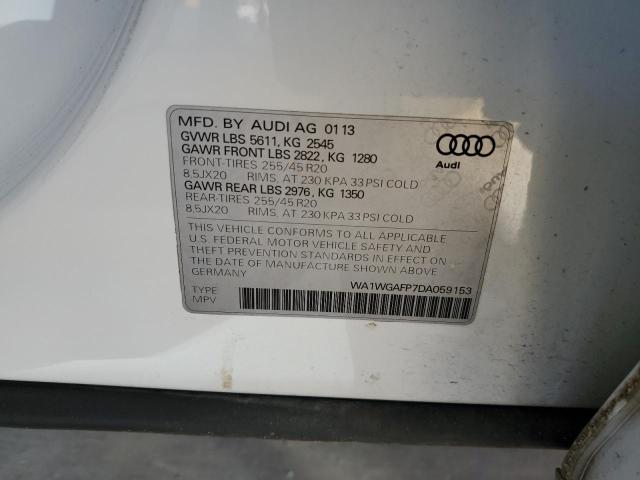 MFD. BY AUDI AG 01 13
GVWR LBS 5611, KG 2545
GAWR FRONT LBS 2822, KG 1280
FRONT-TIRES 255/45 R20
8.5JX20 RIMS, AT 230 KPA 33 PSI COLD
GAWR REAR LBS 2976, KG 1350
REAR-TIRES 255/45 R20
8.5JX20 RIMS, AT 230 KPA 33 PSI COLD
Audi
THIS VEHICLE CONFORMS TO ALL APPLICABLE
U.S. FEDERAL MOTOR VEHICLE SAFETY AND
THEFT PREVENTION STANDARDS IN EFFECT ON
THE DATE OF MANUFACTURE SHOWN ABOVE.
GERMANY
WA1WGAFP7DA059153
TYPE
MPV